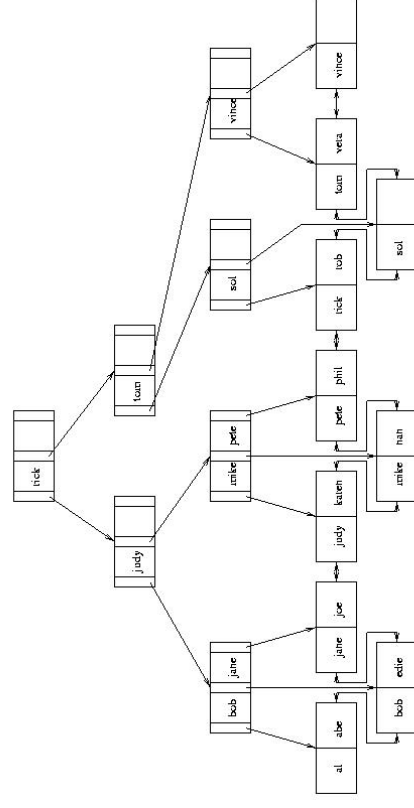 rick
judy
tom
bob jane
mike pete
sol
vince
al abe
jane joe
judy karen
pete phil
rick rob
tom veta
vince
bob edie
mike nan
sol